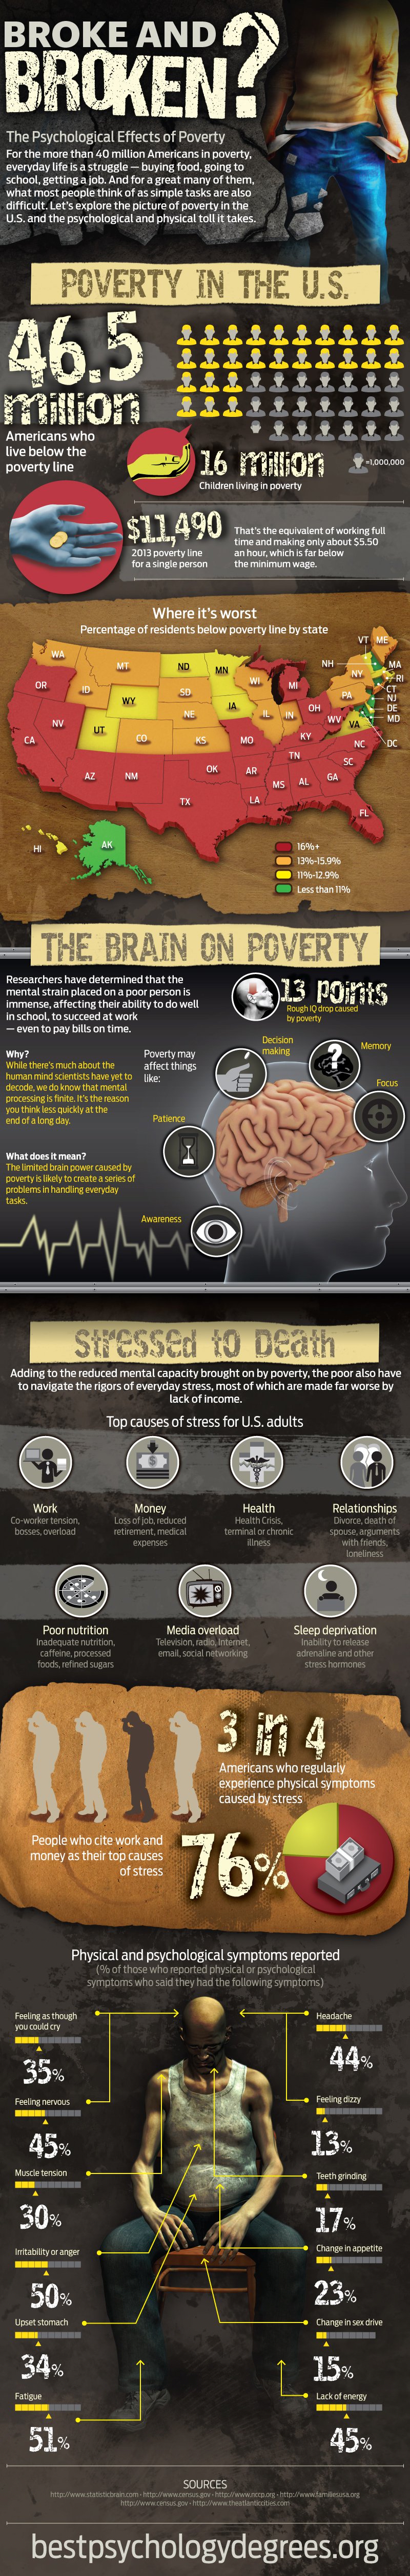 BROKE AND
BROKEN?
The Psychological Effects of Poverty
For the more than 40 million Americans in poverty,
everyday life is a struggle — buying food, going to
school, getting a job. And for a great many of them,
what most people think of as simple tasks are also
difficult. Let's explore the picture of poverty in the
U.S. and the psychological and physical toll it takes.
POVERTY IN THE U.S.
46.5
million
Americans who
live below the
poverty line
16 million
Children living in poverty
=1,000,000
$11,490
2013 poverty line
for a single person
That's the equivalent of working full
time and making only about $5.50
an hour, which is far below
the minimum wage.
Where it's worst
Percentage of residents below poverty line by state
VT ME
WA
MT
ND
MN
NH
MA
NY
RI
OR
ID
WI
MI
CT
SD
PA
NJ
WY
IA
DE
NE
OH
MD
NV
UT
IL
IN
WV
VA
CA
CO
KS
MO
KY
NC
DC
TN
AZ
NM
OK
AR
SC
MS
AL
GA
TX
LA
FL
HI
AK
16%+
13%-15.9%
11%-12.9%
Less than 11%
THE BRAIN ON POVERTY
Researchers have determined that the
mental strain placed on a poor person is
immense, affecting their ability to do well
in school, to succeed at work
— even to pay bills on time.
13 points
Rough IQ drop caused
by poverty
Why?
While there's much about the
human mind scientists have yet to
decode, we do know that mental
processing is finite. It's the reason
you think less quickly at the
end of a long day.
Poverty may
affect things
like:
Decision
making
Memory
Focus
Patience
Awareness
What does it mean?
The limited brain power caused by
poverty is likely to create a series of
problems in handling everyday
tasks.
Stressed to Death
Adding to the reduced mental capacity brought on by poverty, the poor also have
to navigate the rigors of everyday stress, most of which are made far worse by
lack of income.
Top causes of stress for U.S. adults
Work
Co-worker tension,
bosses, overload
Money
Loss of job, reduced
retirement, medical
expenses
Health
Health Crisis,
terminal or chronic
illness
Relationships
Divorce, death of
spouse, arguments
with friends,
loneliness
Poor nutrition
Inadequate nutrition,
caffeine, processed
foods, refined sugars
Media overload
Television, radio, Internet,
email, social networking
Sleep deprivation
Inability to release
adrenaline and other
stress hormones
3 in 4
Americans who regularly
experience physical symptoms
caused by stress
People who cite work and
money as their top causes
of stress
76%
Physical and psychological symptoms reported
(% of those who reported physical or psychological
symptoms who said they had the following symptoms)
Feeling as though
you could cry
35%
Headache
44%
Feeling nervous
45%
Feeling dizzy
13%
Muscle tension
30%
Teeth grinding
17%
Irritability or anger
50%
Change in appetite
23%
Upset stomach
34%
Change in sex drive
15%
Fatigue
51%
Lack of energy
45%
SOURCES
http://www.statisticbrain.com • http://www.census.gov • http://www.nccp.org • http://www.familiesusa.org
http://www.census.gov • http://www.theatlanticcities.com
bestpsychologydegrees.org